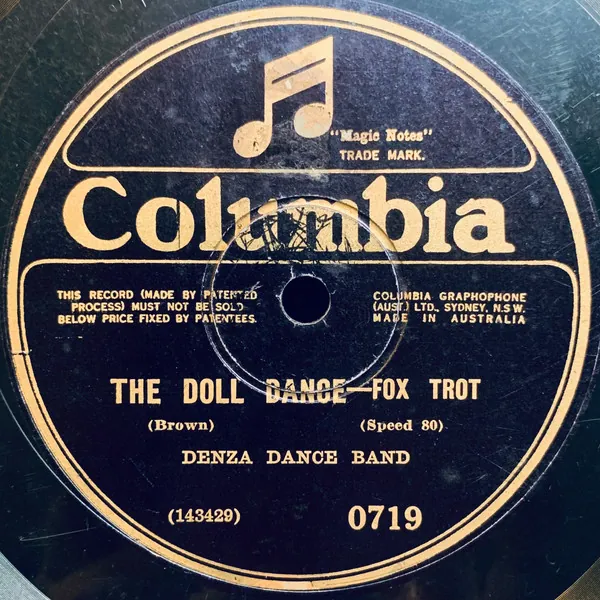 "Magic Notes"
TRADE MARK.
Columbia
THIS RECORD (MADE BY PATENTED
PROCESS) MUST NOT BE SOLD
BELOW PRICE FIXED BY PATENTEES.
COLUMBIA GRAPHOPHONE
(AUST.) LTD., SYDNEY, N.S.W.
MADE IN AUSTRALIA
THE DOLL DANCE—FOX TROT
(Brown) (Speed 80)
DENZA DANCE BAND
(143429) 0719